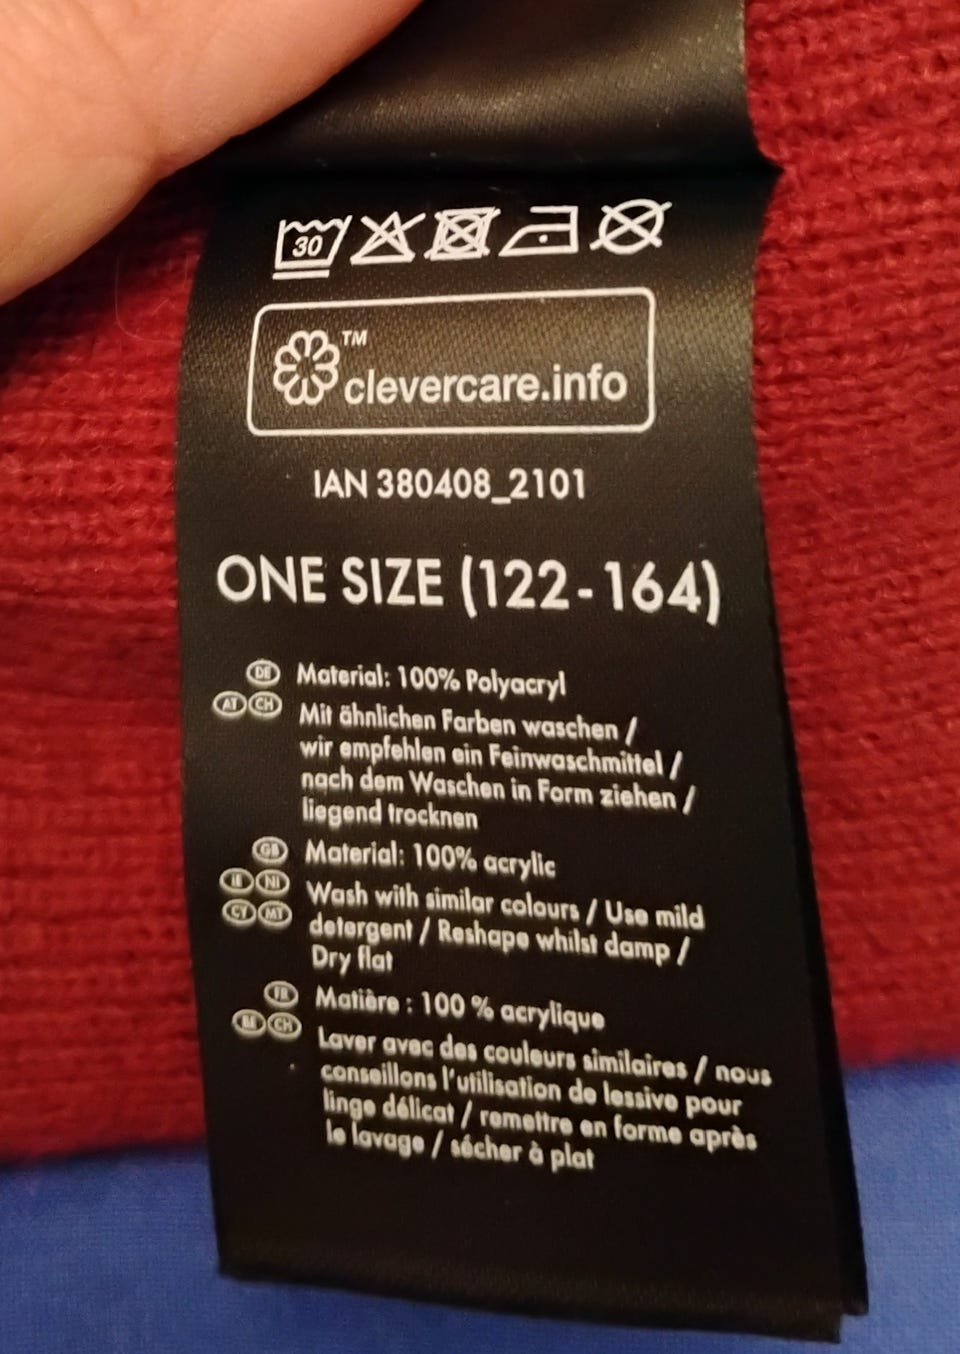 30
TM
clevercare.info
IAN 380408_2101
ONE SIZE (122-164)
DE Material: 100% Polyacryl
AT CH Mit ähnlichen Farben waschen /
wir empfehlen ein Feinwaschmittel /
nach dem Waschen in Form ziehen /
liegend trocknen
GB Material: 100% acrylic
IE NI Wash with similar colours / Use mild
CY MT detergent / Reshape whilst damp /
Dry flat
FR Matière : 100 % acrylique
BE CH Laver avec des couleurs similaires / nous
conseillons l'utilisation de lessive pour
linge délicat / remettre en forme après
le lavage / sécher à plat